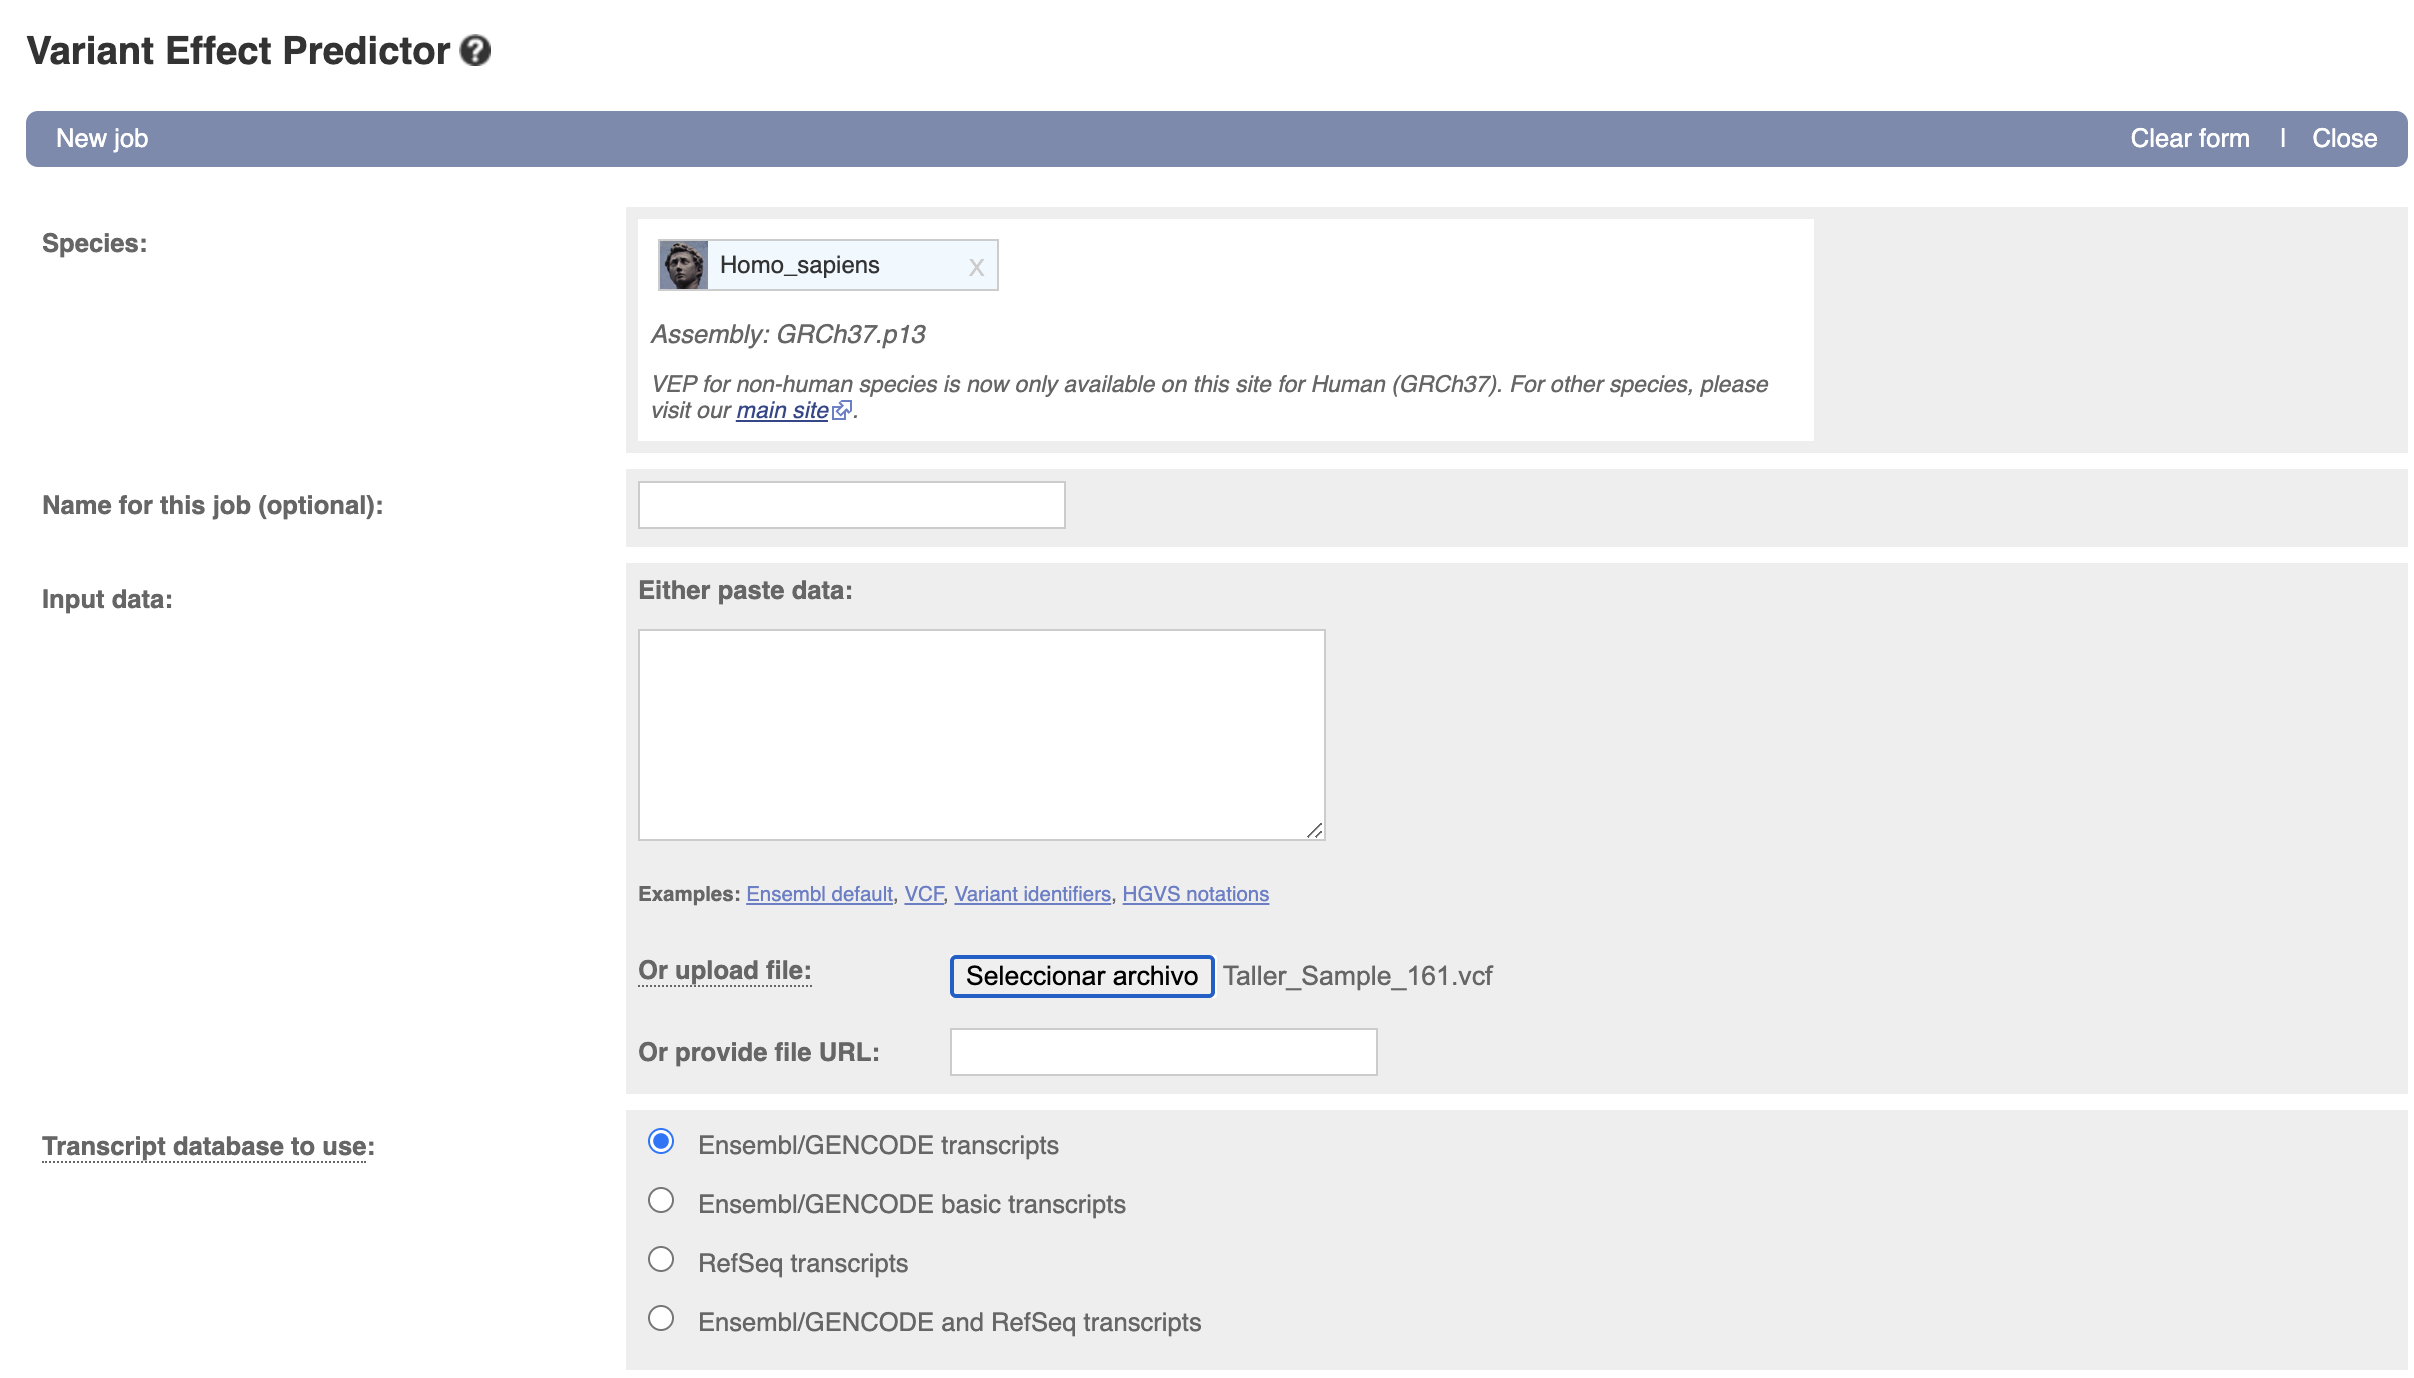 Variant Effect Predictor ?
New job
Clear form | Close
Species:
Homo_sapiens x
Assembly: GRCh37.p13
VEP for non-human species is now only available on this site for Human (GRCh37). For other species, please
visit our main site.
Name for this job (optional):
Input data:
Either paste data:
Examples: Ensembl default, VCF, Variant identifiers, HGVS notations
Or upload file: Seleccionar archivo Taller_Sample_161.vcf
Or provide file URL:
Transcript database to use:
Ensembl/GENCODE transcripts
Ensembl/GENCODE basic transcripts
RefSeq transcripts
Ensembl/GENCODE and RefSeq transcripts